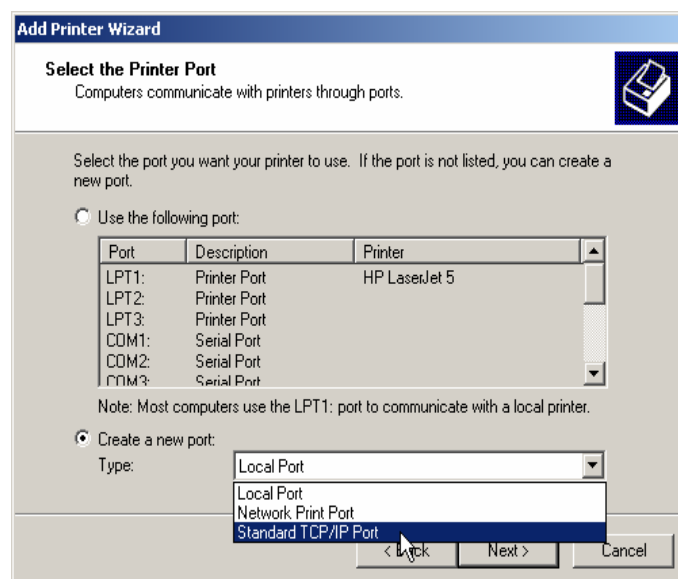 Add Printer Wizard
Select the Printer Port
Computers communicate with printers through ports.
Select the port you want your printer to use. If the port is not listed, you can create a
new port.
Use the following port:
Port Description Printer
LPT1: Printer Port HP LaserJet 5
LPT2: Printer Port
LPT3: Printer Port
COM1: Serial Port
COM2: Serial Port
COM3: Serial Port
Note: Most computers use the LPT1: port to communicate with a local printer.
Create a new port:
Type: Local Port
Local Port
Network Print Port
Standard TCP/IP Port
< Back Next > Cancel